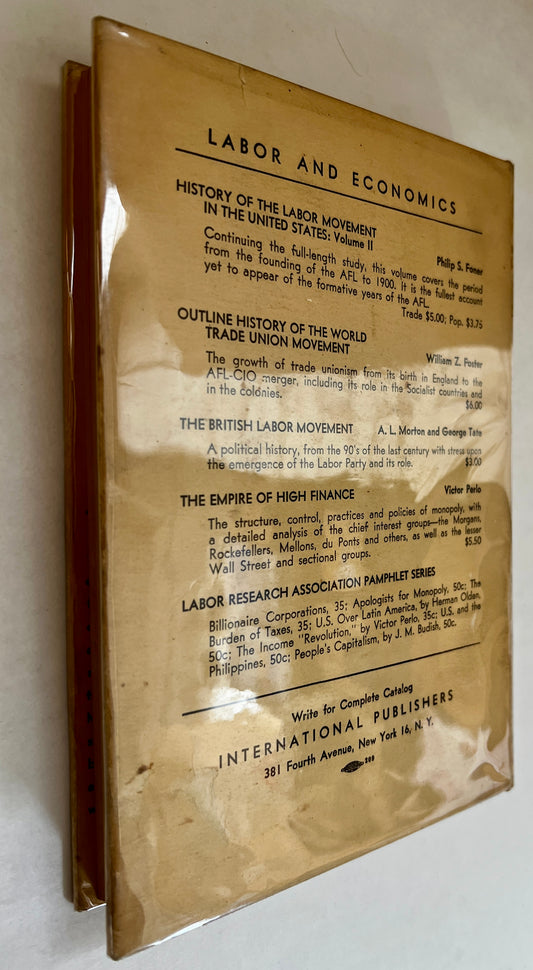 LABOR AND ECONOMICS
HISTORY OF THE LABOR MOVEMENT
IN THE UNITED STATES: Volume II
Philip S. Foner
Continuing the full-length study, this volume covers the period
from the founding of the AFL to 1900. It is the fullest account
yet to appear of the formative years of the AFL.
Trade $5.00; Pop. $3.75
OUTLINE HISTORY OF THE WORLD
TRADE UNION MOVEMENT
William Z. Foster
The growth of trade unionism from its birth in England to the
AFL-CIO merger, including its role in the Socialist countries and
in the colonies. $6.00
THE BRITISH LABOR MOVEMENT A. L. Morton and George Tate
A political history, from the 90's of the last century with stress upon
the emergence of the Labor Party and its role. $3.00
THE EMPIRE OF HIGH FINANCE Victor Perlo
The structure, control, practices and policies of monopoly, with
a detailed analysis of the chief interest groups—the Morgans,
Rockefellers, Mellons, du Ponts and others, as well as the lesser
Wall Street and sectional groups. $5.50
LABOR RESEARCH ASSOCIATION PAMPHLET SERIES
Billionaire Corporations, 35; Apologists for Monopoly, 50c; The
Burden of Taxes, 35; U.S. Over Latin America, by Herman Olden,
50c; The Income "Revolution," by Victor Perlo, 35c; U.S. and the
Philippines, 50c; People's Capitalism, by J. M. Budish, 50c.
Write for Complete Catalog
INTERNATIONAL PUBLISHERS
381 Fourth Avenue, New York 16, N. Y.
209